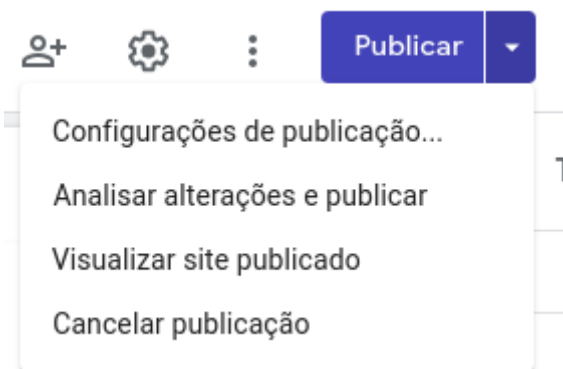 Publicar
Configurações de publicação...
Analisar alterações e publicar
Visualizar site publicado
Cancelar publicação